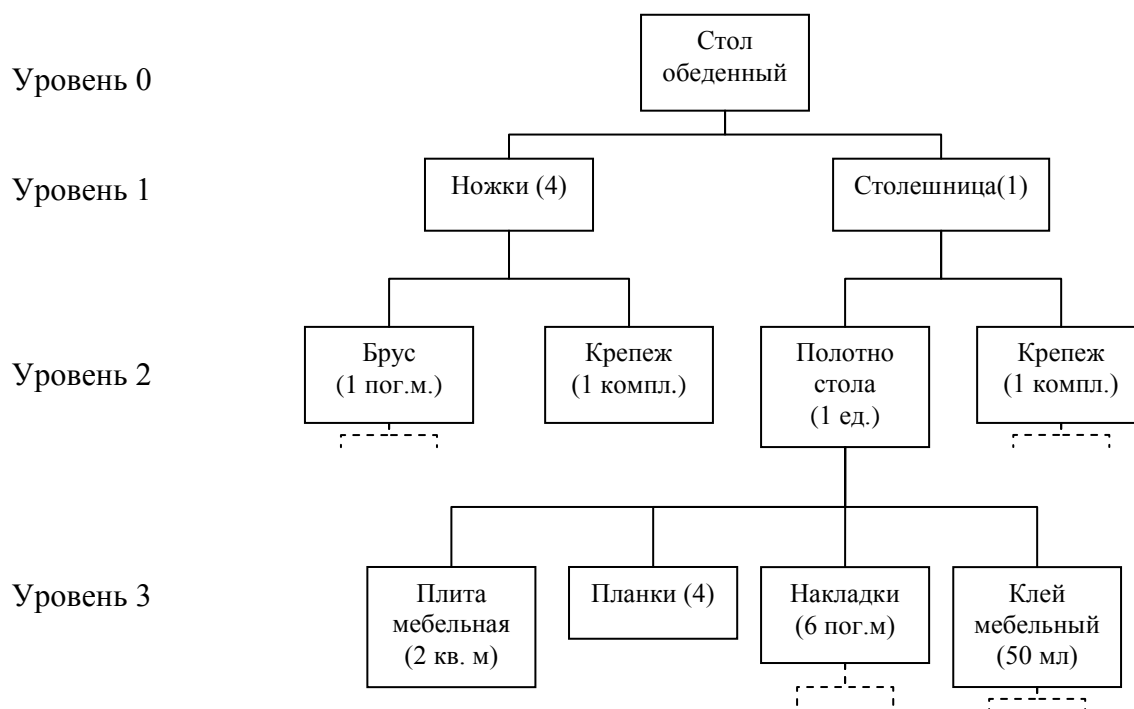 Стол
обеденный
Уровень 0
Уровень 1
Ножки (4)
Столешница(1)
Уровень 2
Брус
(1 пог.м.)
Крепеж
(1 компл.)
Полотно
стола
(1 ед.)
Крепеж
(1 компл.)
Уровень 3
Плита
мебельная
(2 кв. м)
Планки (4)
Накладки
(6 пог.м)
Клей
мебельный
(50 мл)